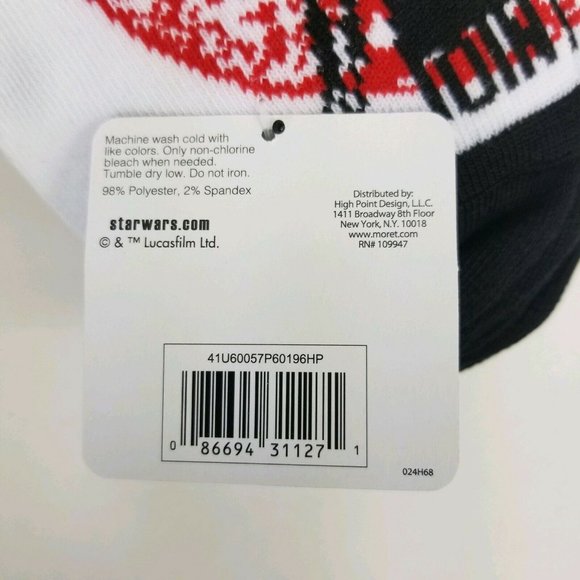 Machine wash cold with
like colors. Only non-chlorine
bleach when needed.
Tumble dry low. Do not iron.
98% Polyester, 2% Spandex
starwars.com
© & ™ Lucasfilm Ltd.
Distributed by:
High Point Design, L.L.C.
1411 Broadway 8th Floor
New York, N.Y. 10018
www.moret.com
RN# 109947
41U60057P60196HP
0 86694 31127 1
024H68